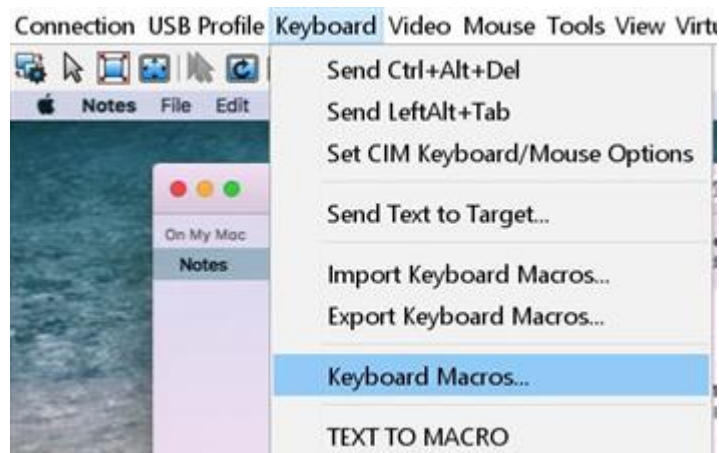 Connection USB Profile Keyboard Video Mouse Tools View Virtu
Notes File Edit
Send Ctrl+Alt+Del
Send LeftAlt+Tab
Set CIM Keyboard/Mouse Options
Send Text to Target...
On My Mac
Notes
Import Keyboard Macros...
Export Keyboard Macros...
Keyboard Macros...
TEXT TO MACRO